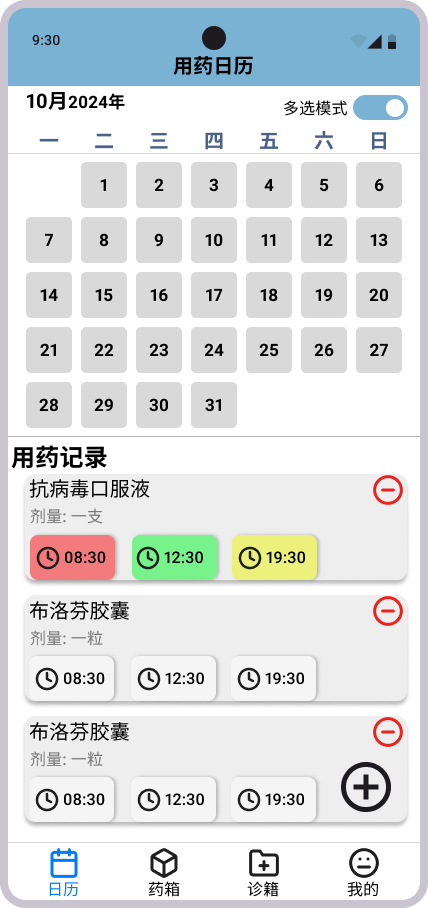 9:30
用药日历
10月2024年
多选模式
一 二 三 四 五 六 日
1 2 3 4 5 6
7 8 9 10 11 12 13
14 15 16 17 18 19 20
21 22 23 24 25 26 27
28 29 30 31
用药记录
抗病毒口服液
剂量: 一支
08:30 12:30 19:30
布洛芬胶囊
剂量: 一粒
08:30 12:30 19:30
布洛芬胶囊
剂量: 一粒
08:30 12:30 19:30
日历 药箱 诊籍 我的